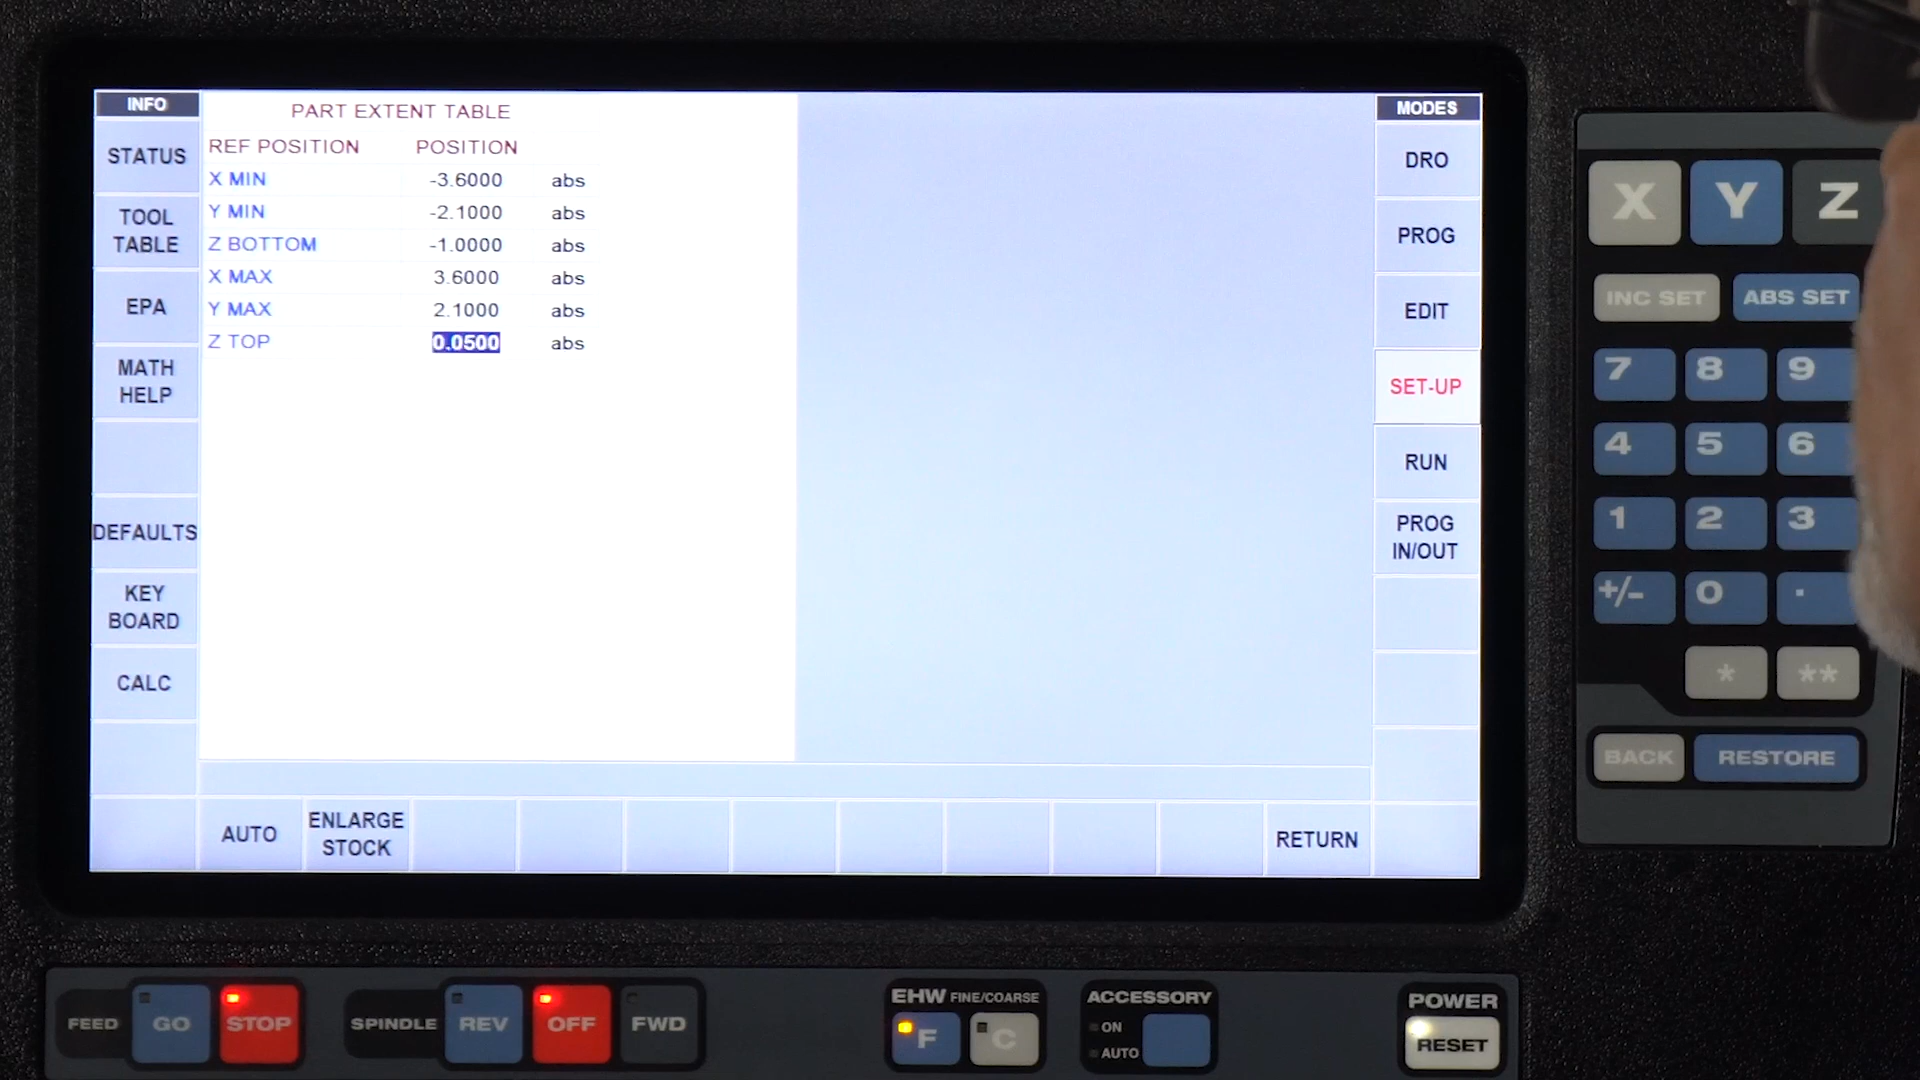 INFO
STATUS
TOOL
TABLE
EPA
MATH
HELP
DEFAULTS
KEY
BOARD
CALC
PART EXTENT TABLE
REF POSITION POSITION
X MIN -3.6000 abs
Y MIN -2.1000 abs
Z BOTTOM -1.0000 abs
X MAX 3.6000 abs
Y MAX 2.1000 abs
Z TOP 0.0500 abs
AUTO
ENLARGE
STOCK
RETURN
MODES
DRO
PROG
EDIT
SET-UP
RUN
PROG
IN/OUT
X Y Z
INC SET ABS SET
7 8 9
4 5 6
1 2 3
+/- 0 .
* **
BACK RESTORE
FEED GO STOP
SPINDLE REV OFF FWD
EHW FINE/COARSE
F C
ACCESSORY
ON
AUTO
POWER
RESET